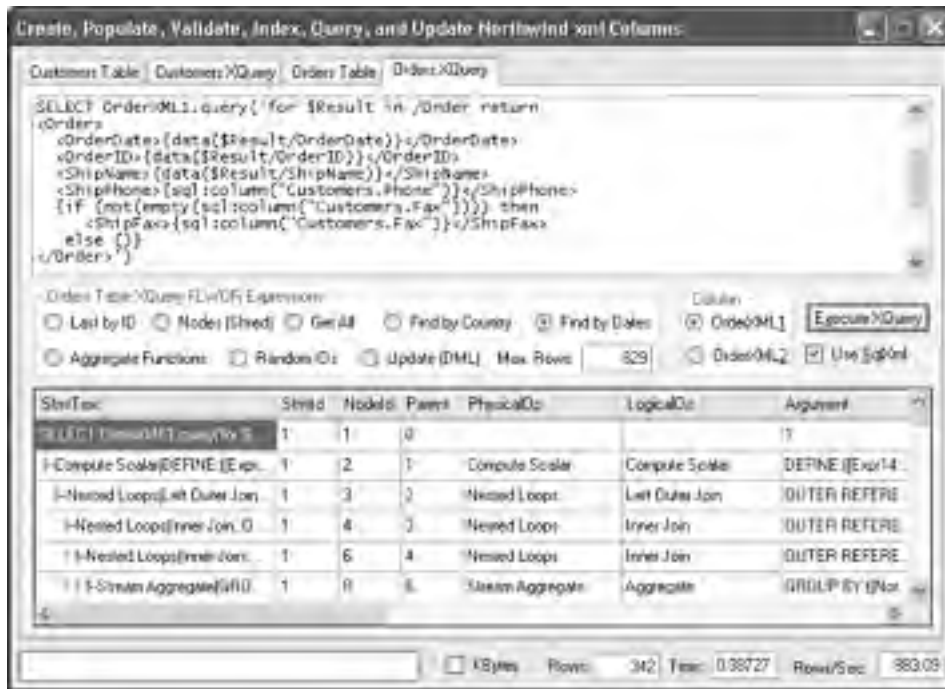 Create, Populate, Validate, Index, Query, and Update Northwind xml Columns
Customers Table Customers XQuery Orders Table Orders XQuery
SELECT OrderXML1.query('for $Result in /Order return
<Order>
<OrderDate>{data($Result/OrderDate)}</OrderDate>
<OrderID>{data($Result/OrderID)}</OrderID>
<ShipName>{data($Result/ShipName)}</ShipName>
<ShipPhone>{sql:column("Customers.Phone")}</ShipPhone>
{if (not(empty(sql:column("Customers.Fax")))) then
<ShipFax>{sql:column("Customers.Fax")}</ShipFax>
else ()}
</Order>')
Orders Table XQuery FLWOR Expressions Column
Last by ID Nodes (Shred) Get All Find by Country Find by Dates OrderXML1 Execute XQuery
Aggregate Functions Random IDs Update (DML) Max. Rows 829 OrderXML2 Use SqlXml
StmtText StmtId NodeId Parent PhysicalOp LogicalOp Argument
SELECT OrderXML1.query('for $ 1 1 0 1
|-Compute Scalar(DEFINE:([Expr... 1 2 1 Compute Scalar Compute Scalar DEFINE:([Expr14...
|-Nested Loops(Left Outer Join... 1 3 2 Nested Loops Left Outer Join OUTER REFERE...
|-Nested Loops(Inner Join, O... 1 4 3 Nested Loops Inner Join OUTER REFERE...
| |-Nested Loops(Inner Join... 1 6 4 Nested Loops Inner Join OUTER REFERE...
| | |-Stream Aggregate(GRO... 1 8 6 Stream Aggregate Aggregate GROUP BY:([Nor...
KBytes Rows: 342 Time: 0.38727 Rows/Sec: 883.09